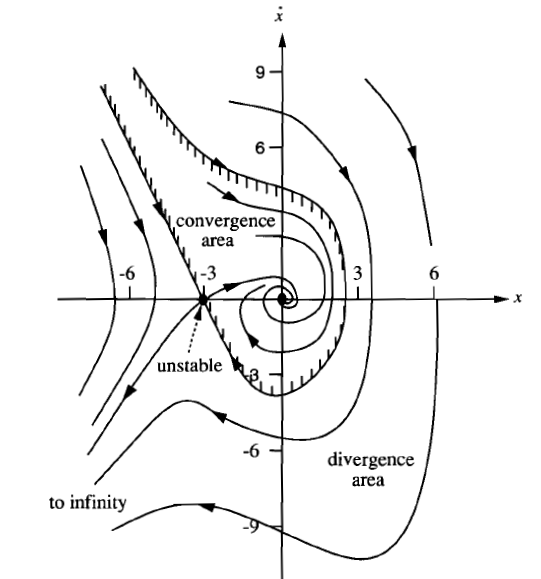 ẋ
9
6
convergence
area
-6
-3
3
6
x
unstable
-3
-6
divergence
area
to infinity
-9